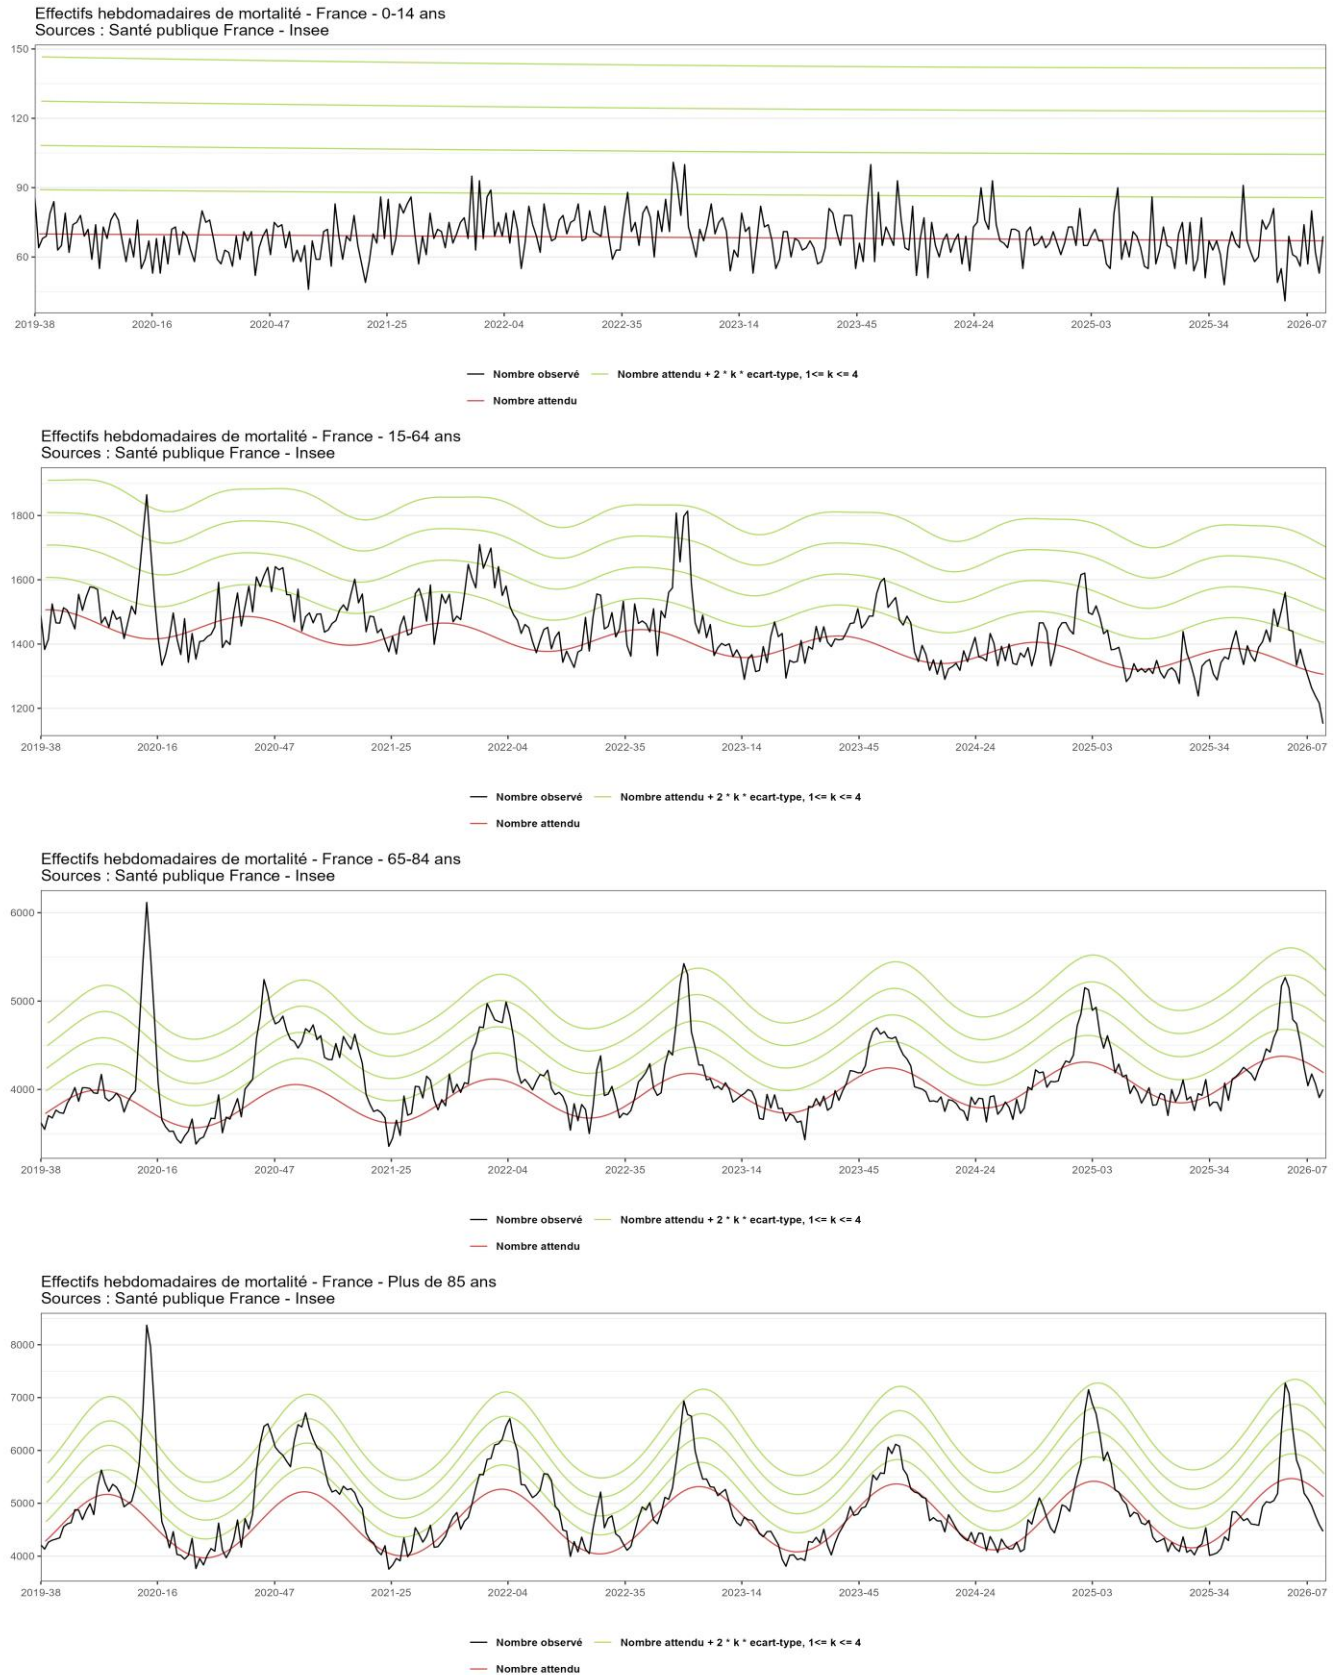 Effectifs hebdomadaires de mortalité - France - 0-14 ans
Sources : Santé publique France - Insee
150
120
90
60
2019-38 2020-16 2020-47 2021-25 2022-04 2022-35 2023-14 2023-45 2024-24 2025-03 2025-34 2026-07
Nombre observé Nombre attendu + 2 * k * ecart-type, 1<= k <= 4
Nombre attendu
Effectifs hebdomadaires de mortalité - France - 15-64 ans
Sources : Santé publique France - Insee
1800
1600
1400
1200
2019-38 2020-16 2020-47 2021-25 2022-04 2022-35 2023-14 2023-45 2024-24 2025-03 2025-34 2026-07
Nombre observé Nombre attendu + 2 * k * ecart-type, 1<= k <= 4
Nombre attendu
Effectifs hebdomadaires de mortalité - France - 65-84 ans
Sources : Santé publique France - Insee
6000
5000
4000
2019-38 2020-16 2020-47 2021-25 2022-04 2022-35 2023-14 2023-45 2024-24 2025-03 2025-34 2026-07
Nombre observé Nombre attendu + 2 * k * ecart-type, 1<= k <= 4
Nombre attendu
Effectifs hebdomadaires de mortalité - France - Plus de 85 ans
Sources : Santé publique France - Insee
8000
7000
6000
5000
4000
2019-38 2020-16 2020-47 2021-25 2022-04 2022-35 2023-14 2023-45 2024-24 2025-03 2025-34 2026-07
Nombre observé Nombre attendu + 2 * k * ecart-type, 1<= k <= 4
Nombre attendu